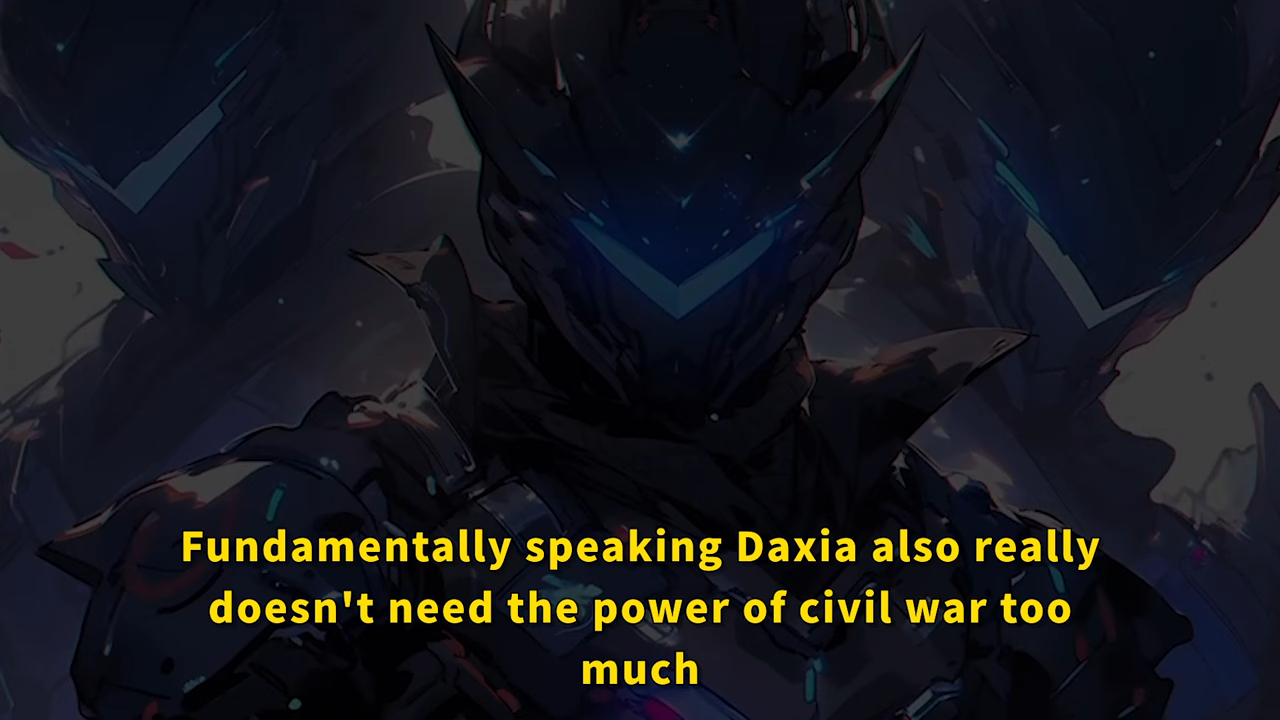 Fundamentally speaking Daxia also really
doesn't need the power of civil war too
much